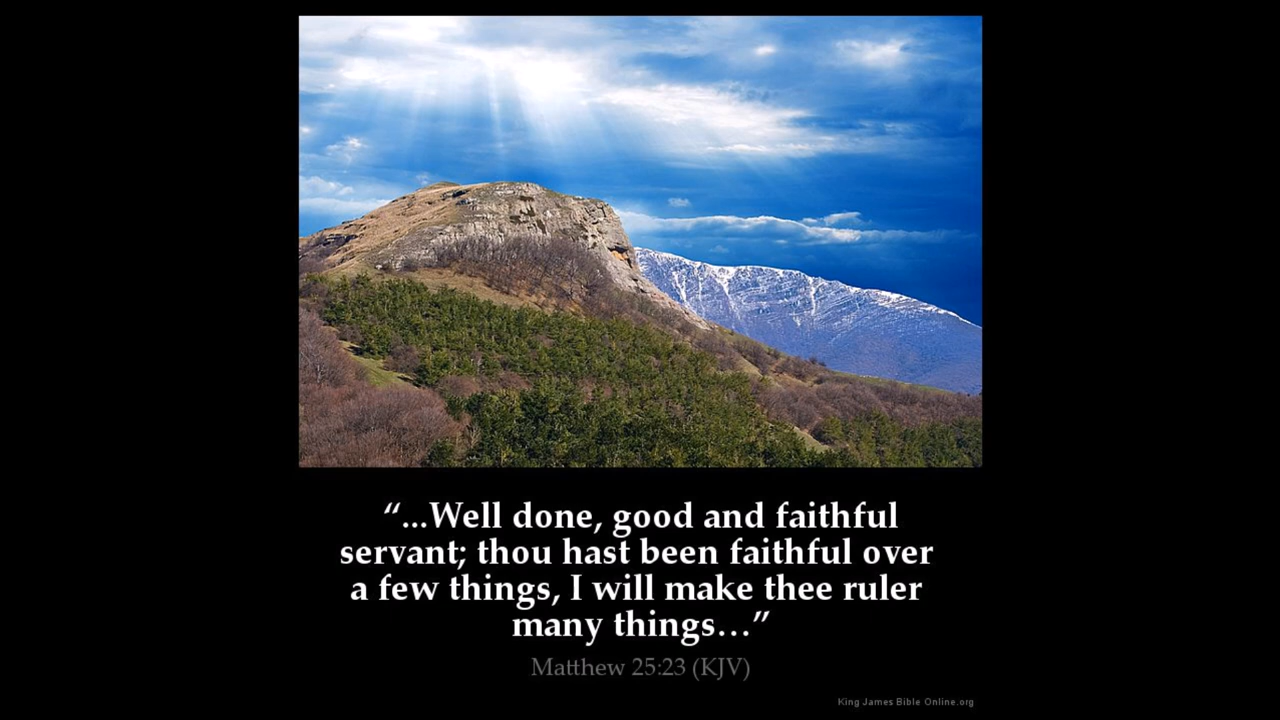 “...Well done, good and faithful
servant; thou hast been faithful over
a few things, I will make thee ruler
many things…”
Matthew 25:23 (KJV)
King James Bible Online.org